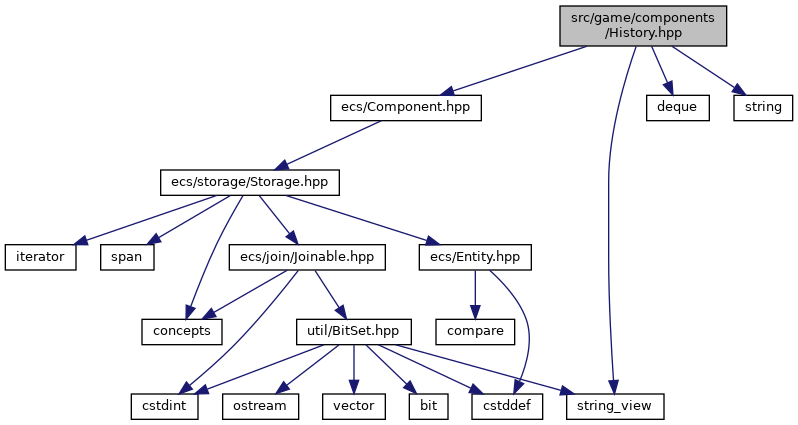 src/game/components
/History.hpp
ecs/Component.hpp
deque
string
ecs/storage/Storage.hpp
iterator
span
ecs/join/Joinable.hpp
ecs/Entity.hpp
concepts
util/BitSet.hpp
compare
cstdint
ostream
vector
bit
cstddef
string_view